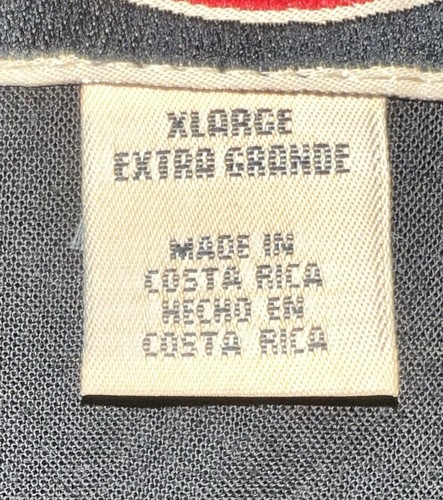 XLARGE
EXTRA GRANDE
MADE IN
COSTA RICA
HECHO EN
COSTA RICA